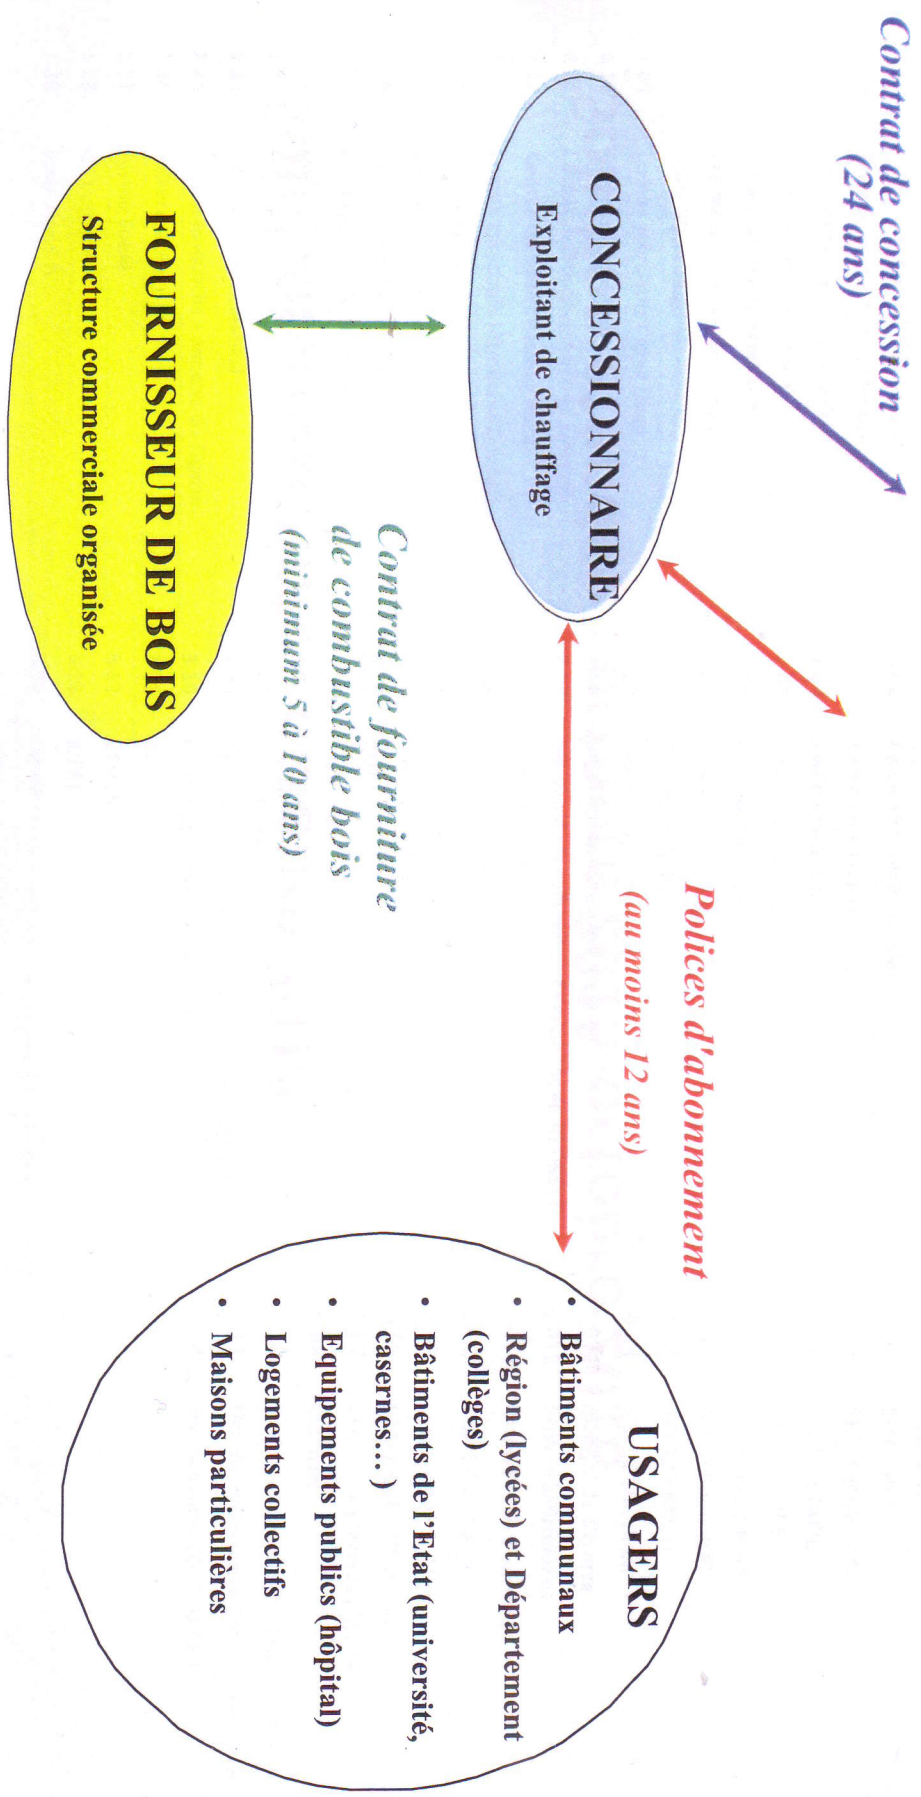 Contrat de concession
(24 ans)
CONCESSIONNAIRE
Exploitant de chauffage
Polices d'abonnement
(au moins 12 ans)
Contrat de fourniture
de combustible bois
(minimum 5 à 10 ans)
FOURNISSEUR DE BOIS
Structure commerciale organisée
USAGERS
• Bâtiments communaux
• Région (lycées) et Département
(collèges)
• Bâtiments de l’Etat (université,
casernes… )
• Equipements publics (hôpital)
• Logements collectifs
• Maisons particulières